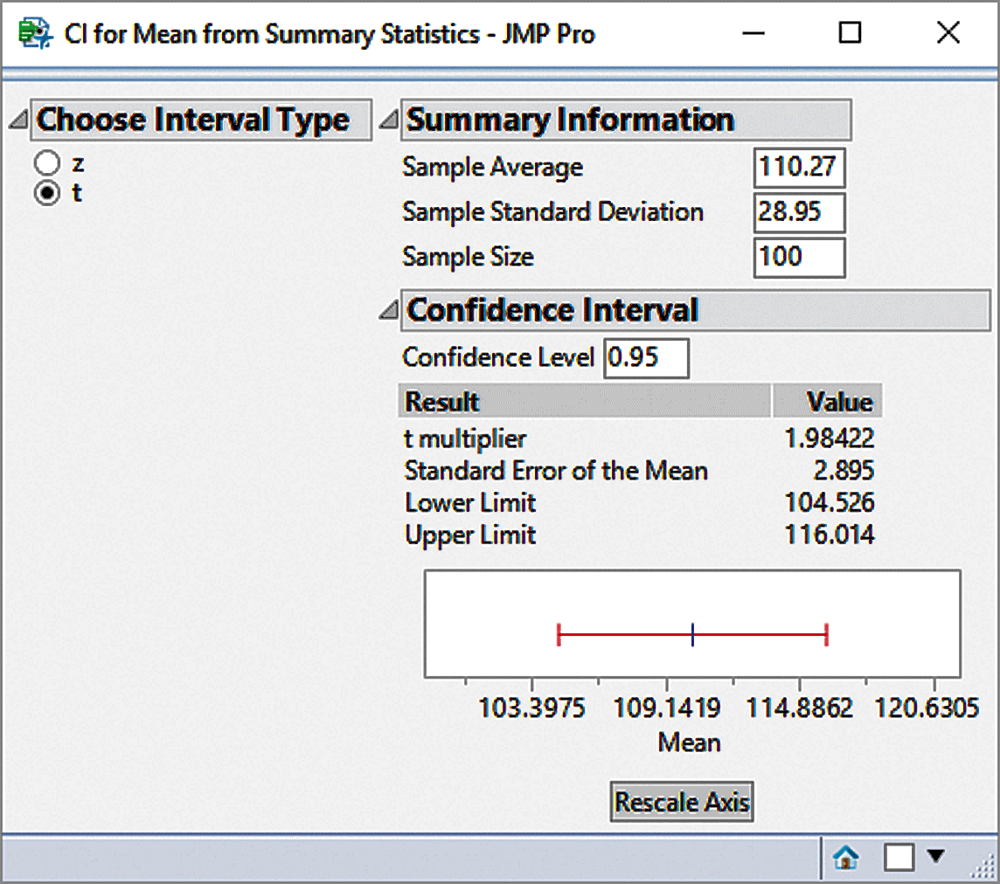 CI for Mean from Summary Statistics - JMP Pro
Choose Interval Type
z
t
Summary Information
Sample Average 110.27
Sample Standard Deviation 28.95
Sample Size 100
Confidence Interval
Confidence Level 0.95
Result Value
t multiplier 1.98422
Standard Error of the Mean 2.895
Lower Limit 104.526
Upper Limit 116.014
103.3975 109.1419 114.8862 120.6305
Mean
Rescale Axis